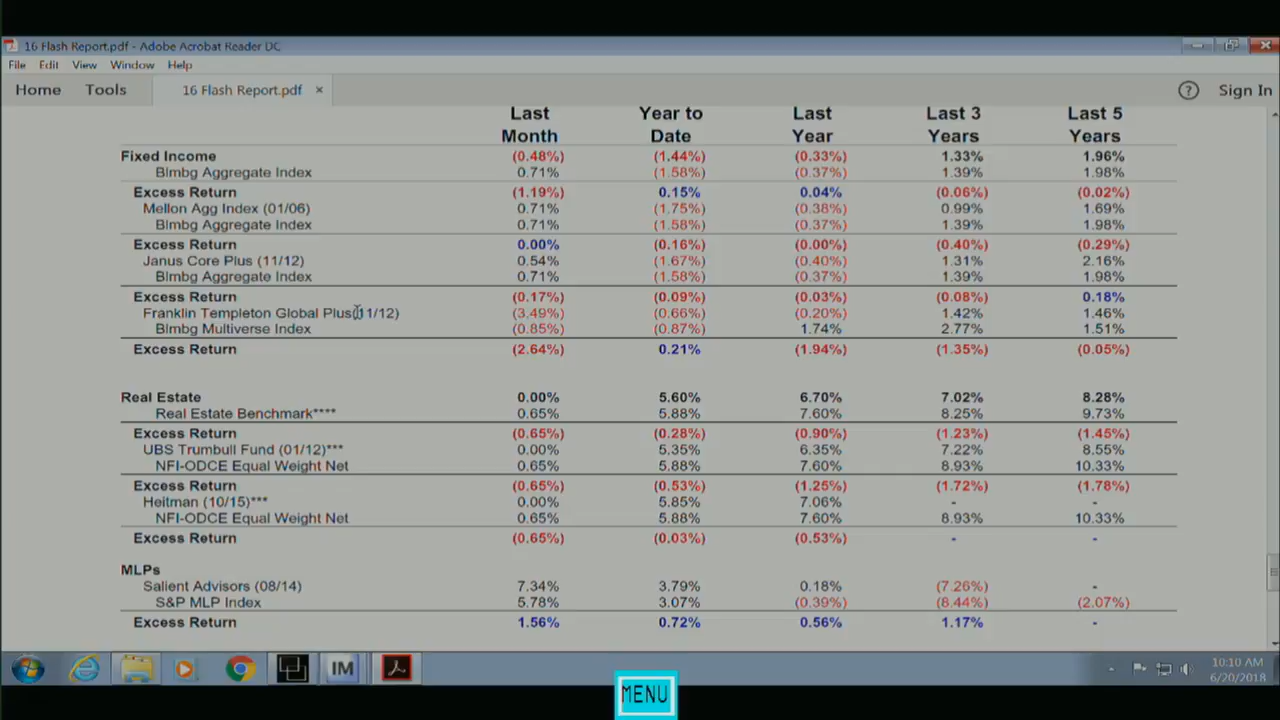 16 Flash Report.pdf - Adobe Acrobat Reader DC
File Edit View Window Help
Home Tools 16 Flash Report.pdf × ? Sign In
Last Month Year to Date Last Year Last 3 Years Last 5 Years
Fixed Income (0.48%) (1.44%) (0.33%) 1.33% 1.96%
Blmbg Aggregate Index 0.71% (1.58%) (0.37%) 1.39% 1.98%
Excess Return (1.19%) 0.15% 0.04% (0.06%) (0.02%)
Mellon Agg Index (01/06) 0.71% (1.75%) (0.38%) 0.99% 1.69%
Blmbg Aggregate Index 0.71% (1.58%) (0.37%) 1.39% 1.98%
Excess Return 0.00% (0.16%) (0.00%) (0.40%) (0.29%)
Janus Core Plus (11/12) 0.54% (1.67%) (0.40%) 1.31% 2.16%
Blmbg Aggregate Index 0.71% (1.58%) (0.37%) 1.39% 1.98%
Excess Return (0.17%) (0.09%) (0.03%) (0.08%) 0.18%
Franklin Templeton Global Plus(11/12) (3.49%) (0.66%) (0.20%) 1.42% 1.46%
Blmbg Multiverse Index (0.85%) (0.87%) 1.74% 2.77% 1.51%
Excess Return (2.64%) 0.21% (1.94%) (1.35%) (0.05%)
Real Estate 0.00% 5.60% 6.70% 7.02% 8.28%
Real Estate Benchmark**** 0.65% 5.88% 7.60% 8.25% 9.73%
Excess Return (0.65%) (0.28%) (0.90%) (1.23%) (1.45%)
UBS Trumbull Fund (01/12)*** 0.00% 5.35% 6.35% 7.22% 8.55%
NFI-ODCE Equal Weight Net 0.65% 5.88% 7.60% 8.93% 10.33%
Excess Return (0.65%) (0.53%) (1.25%) (1.72%) (1.78%)
Heitman (10/15)*** 0.00% 5.85% 7.06% - -
NFI-ODCE Equal Weight Net 0.65% 5.88% 7.60% 8.93% 10.33%
Excess Return (0.65%) (0.03%) (0.53%) - -
MLPs
Salient Advisors (08/14) 7.34% 3.79% 0.18% (7.26%) -
S&P MLP Index 5.78% 3.07% (0.39%) (8.44%) (2.07%)
Excess Return 1.56% 0.72% 0.56% 1.17% -
IM
10:10 AM
6/20/2018
MENU